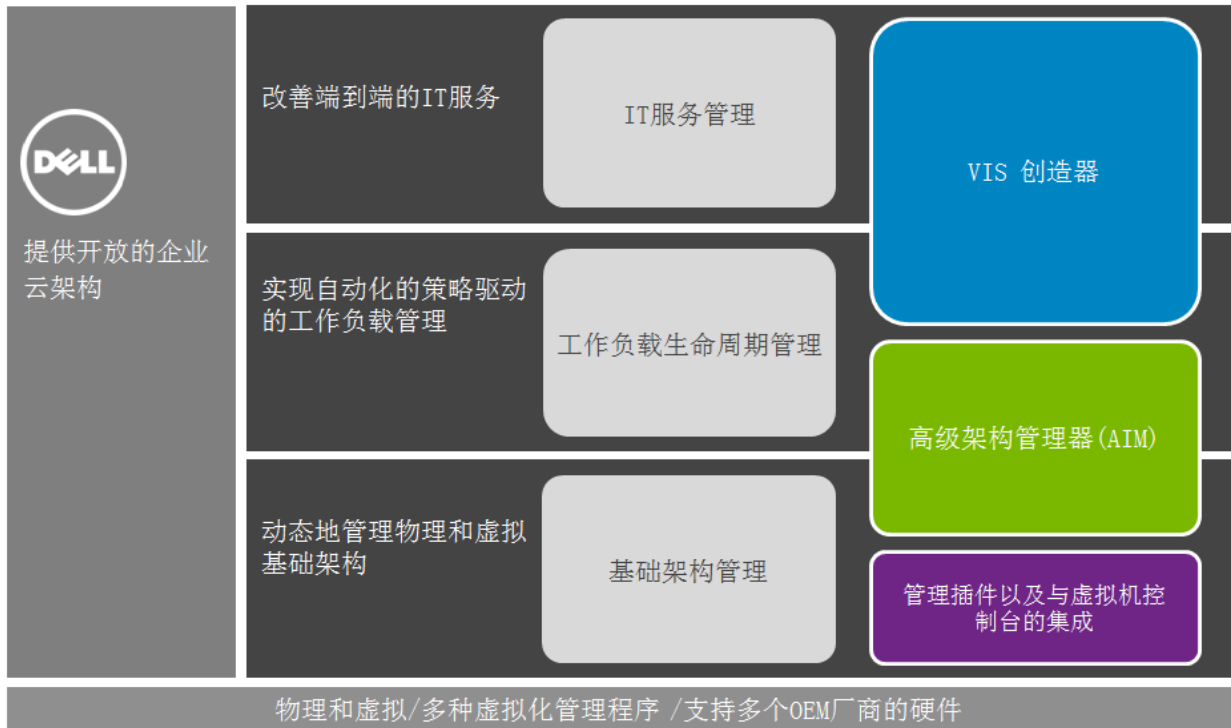 DELL
提供开放的企业
云架构
改善端到端的IT服务
IT服务管理
VIS 创造器
实现自动化的策略驱动
的工作负载管理
工作负载生命周期管理
高级架构管理器(AIM)
动态地管理物理和虚拟
基础架构
基础架构管理
管理插件以及与虚拟机控
制台的集成
物理和虚拟/多种虚拟化管理程序 /支持多个OEM厂商的硬件